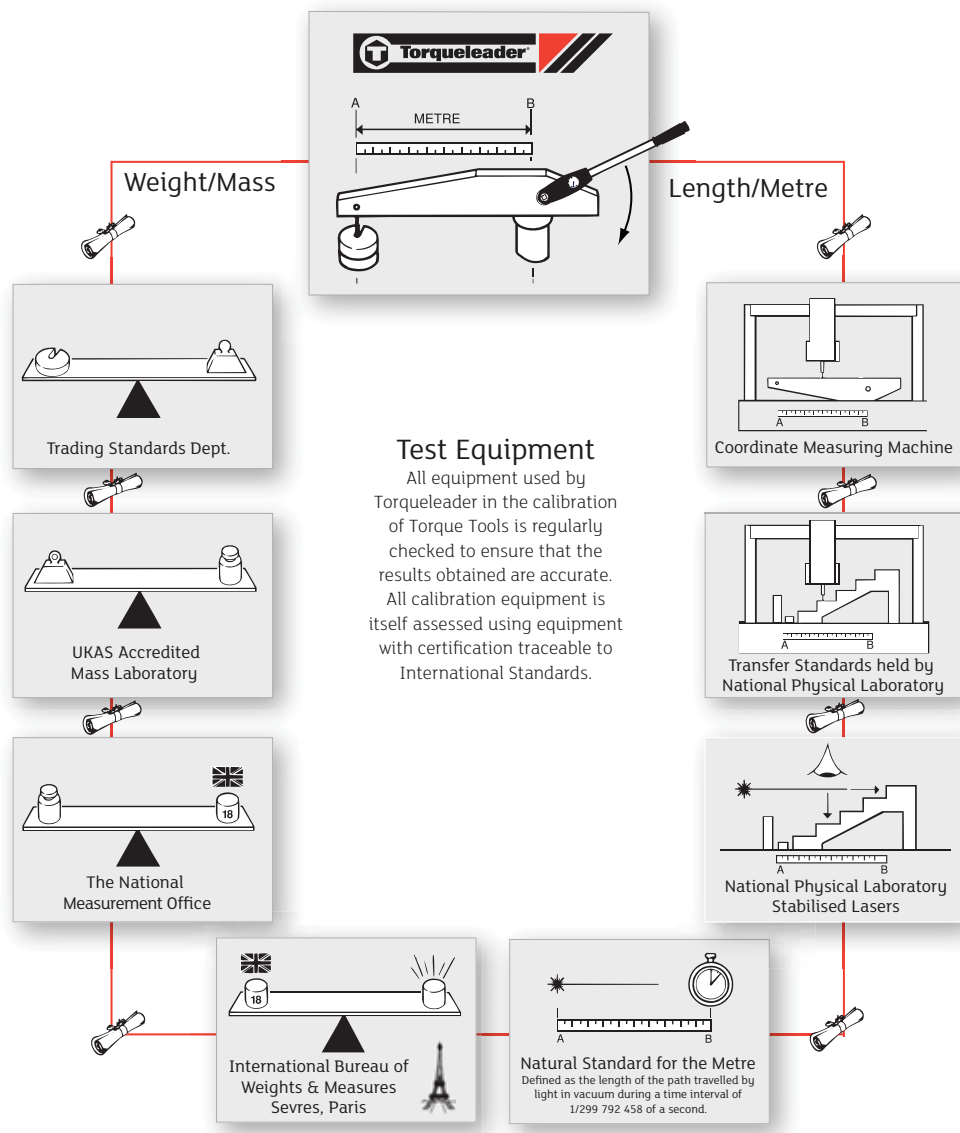 Torqueleader
A B
METRE
Weight/Mass
Length/Metre
Trading Standards Dept.
A B
Coordinate Measuring Machine
Test Equipment
All equipment used by
Torqueleader in the calibration
of Torque Tools is regularly
checked to ensure that the
results obtained are accurate.
All calibration equipment is
itself assessed using equipment
with certification traceable to
International Standards.
UKAS Accredited
Mass Laboratory
A B
Transfer Standards held by
National Physical Laboratory
18
The National
Measurement Office
A B
National Physical Laboratory
Stabilised Lasers
18
International Bureau of
Weights & Measures
Sevres, Paris
A B
Natural Standard for the Metre
Defined as the length of the path travelled by
light in vacuum during a time interval of
1/299 792 458 of a second.